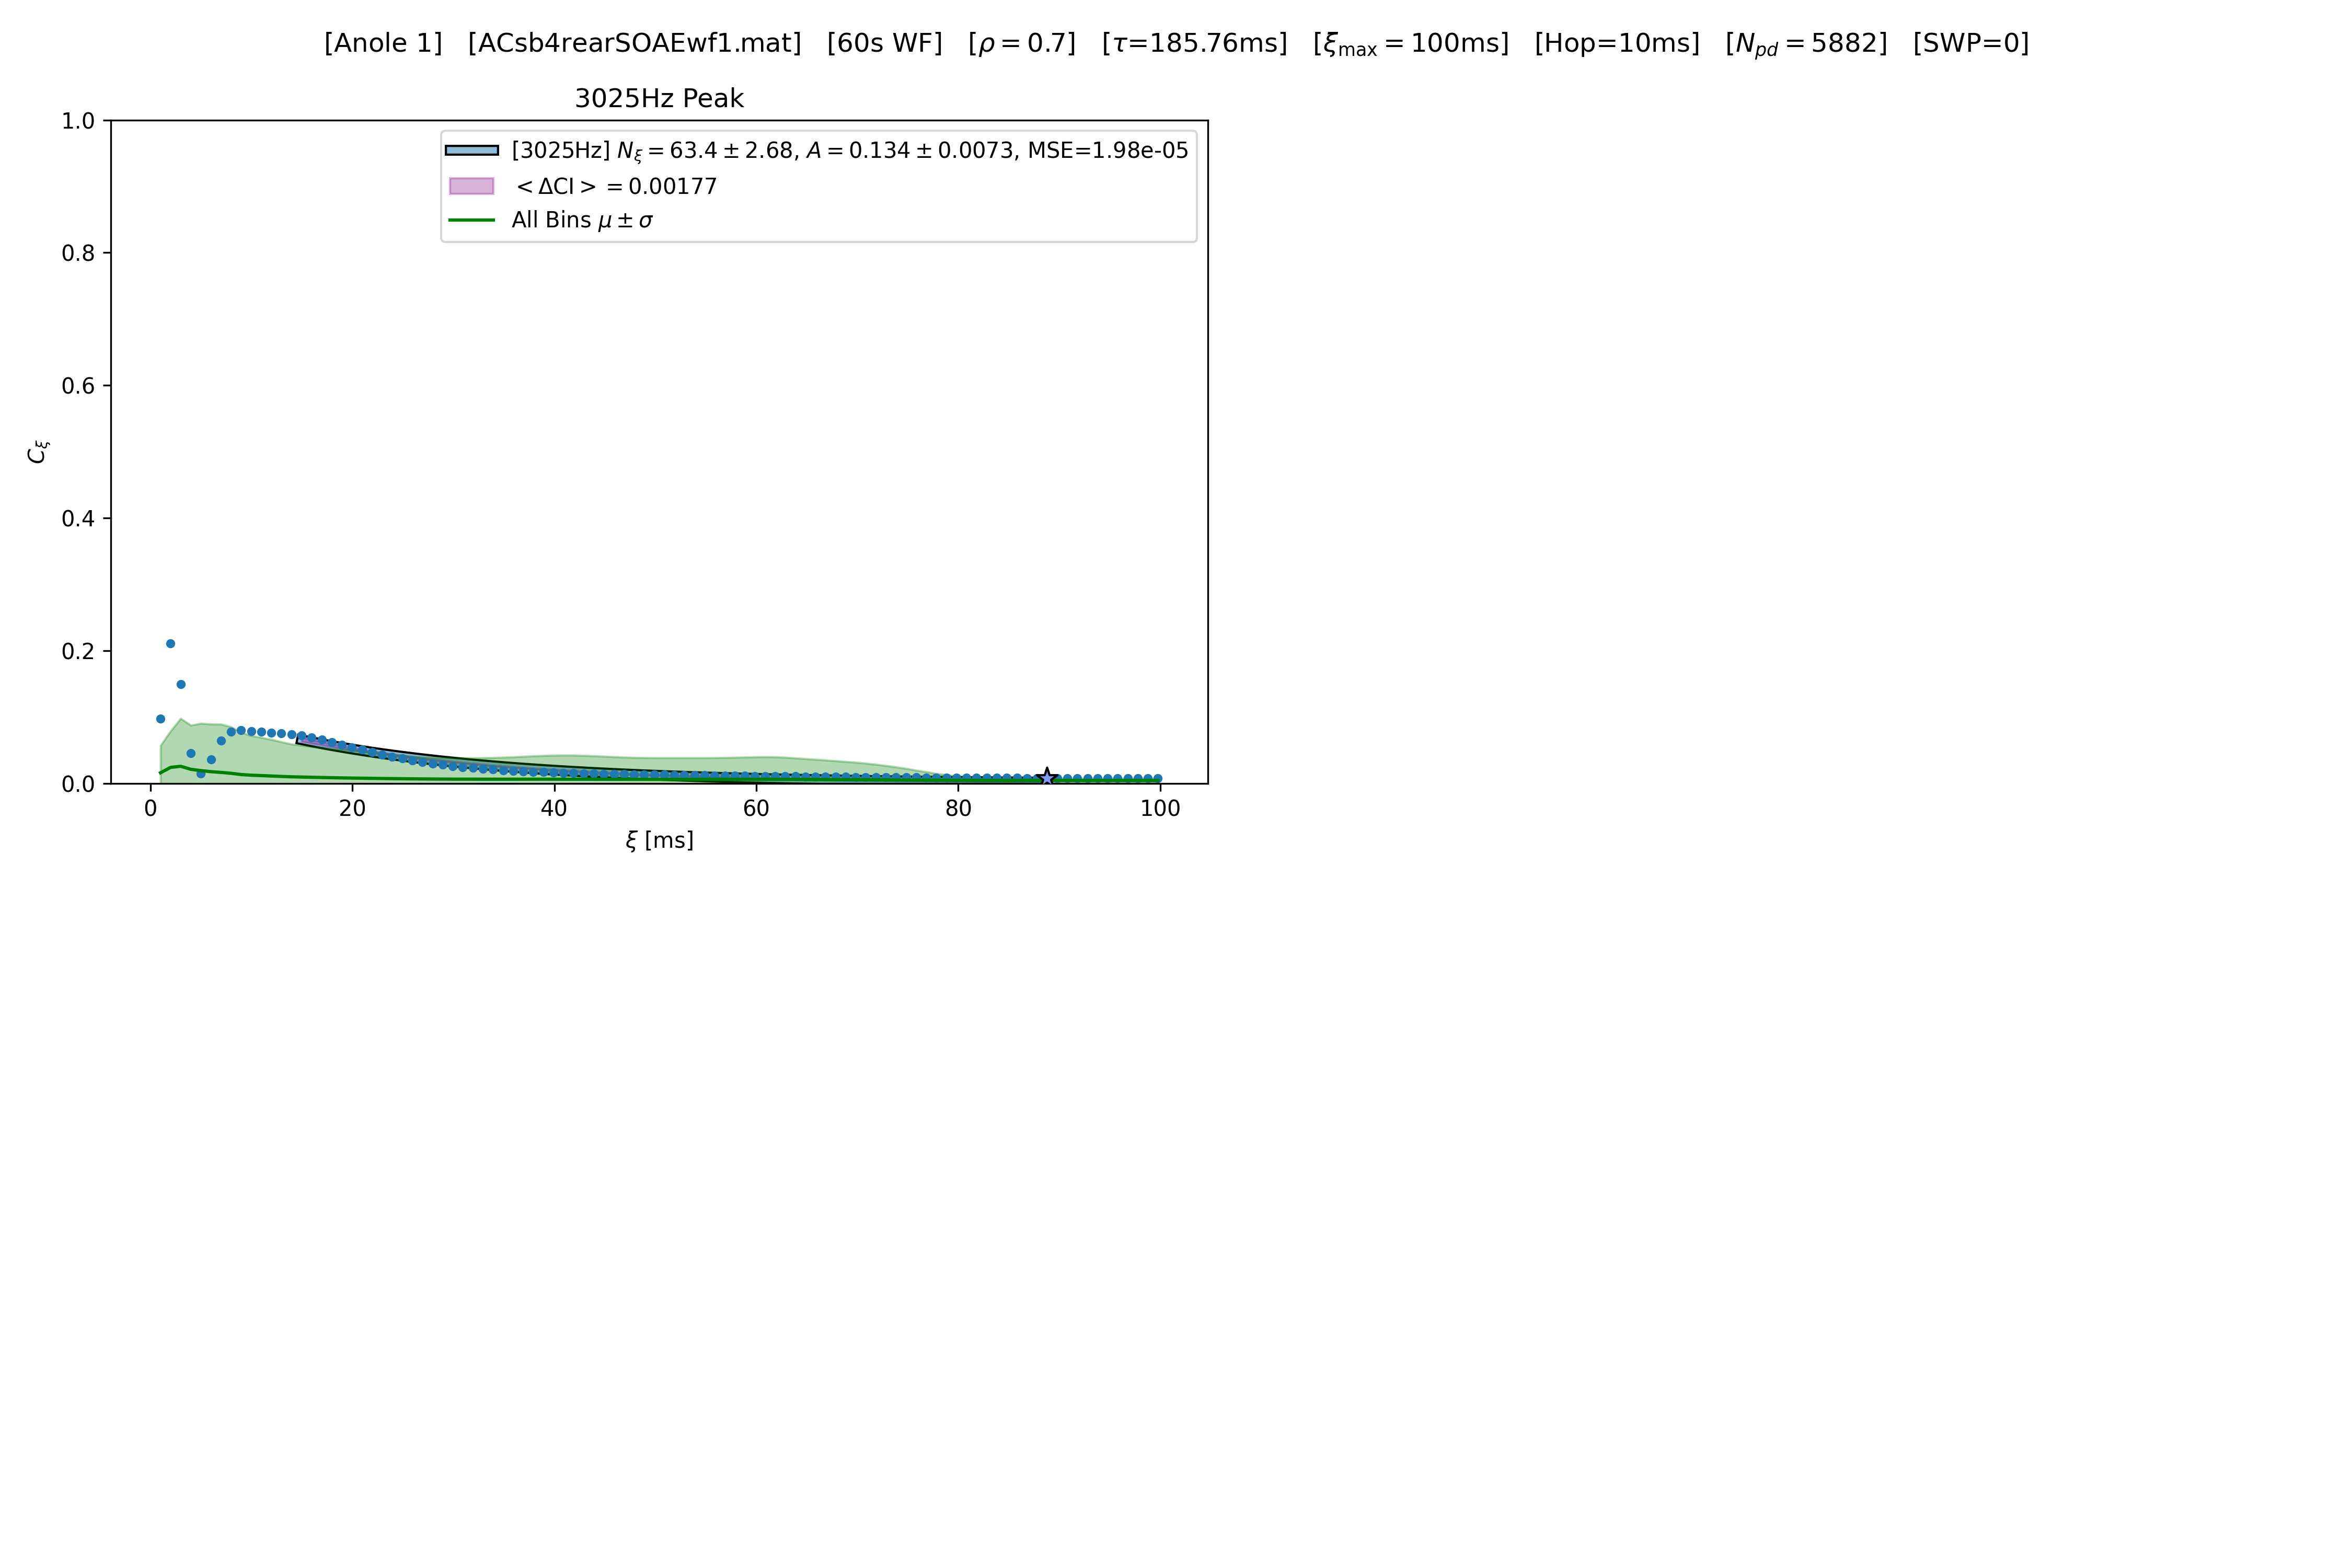 [Anole 1] [ACsb4rearSOAEwf1.mat] [60s WF] [ρ = 0.7] [τ=185.76ms] [ξmax = 100ms] [Hop=10ms] [Npd = 5882] [SWP=0]
3025Hz Peak
[3025Hz] Nξ = 63.4 ± 2.68, A = 0.134 ± 0.0073, MSE=1.98e-05
< ΔCI > = 0.00177
All Bins μ ± σ
1.0
0.8
0.6
0.4
0.2
0.0
Cξ
0 20 40 60 80 100
ξ [ms]